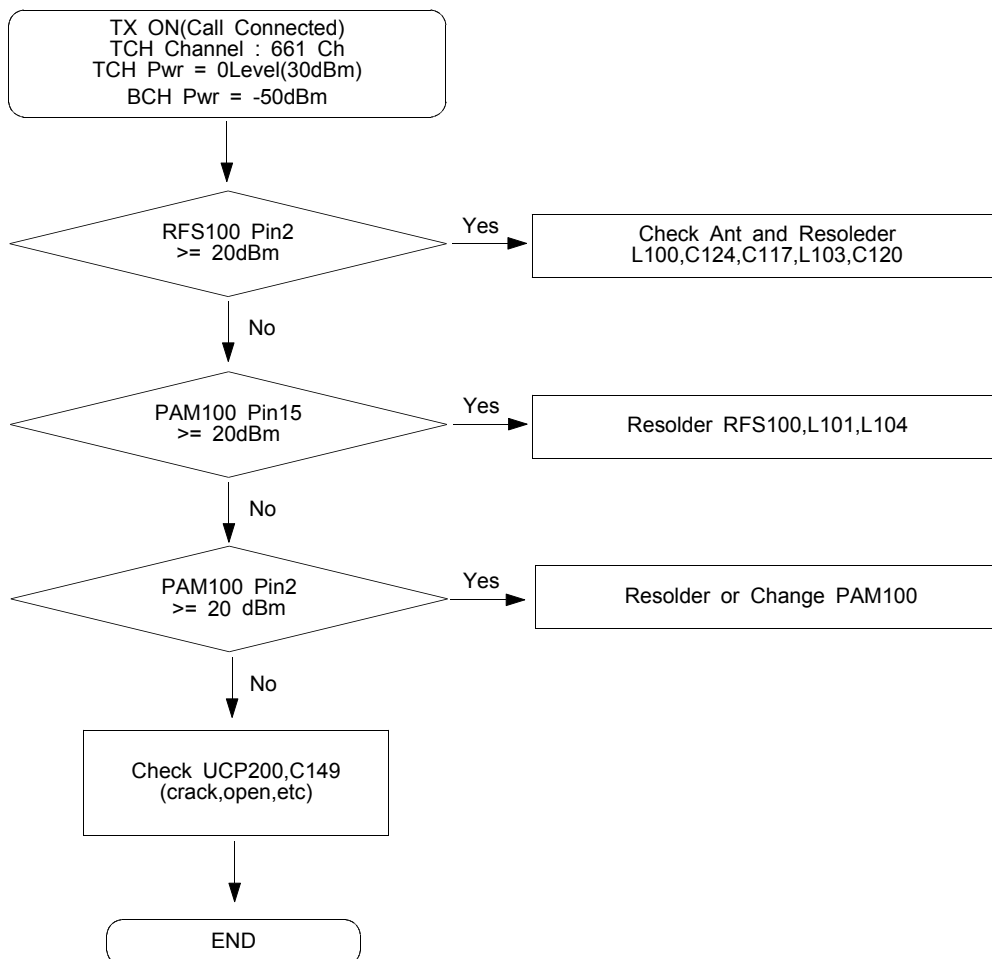 TX ON(Call Connected)
TCH Channel : 661 Ch
TCH Pwr = 0Level(30dBm)
BCH Pwr = -50dBm
RFS100 Pin2
>= 20dBm
Yes
Check Ant and Resoleder
L100,C124,C117,L103,C120
No
PAM100 Pin15
>= 20dBm
Yes
Resolder RFS100,L101,L104
No
PAM100 Pin2
>= 20 dBm
Yes
Resolder or Change PAM100
No
Check UCP200,C149
(crack,open,etc)
END